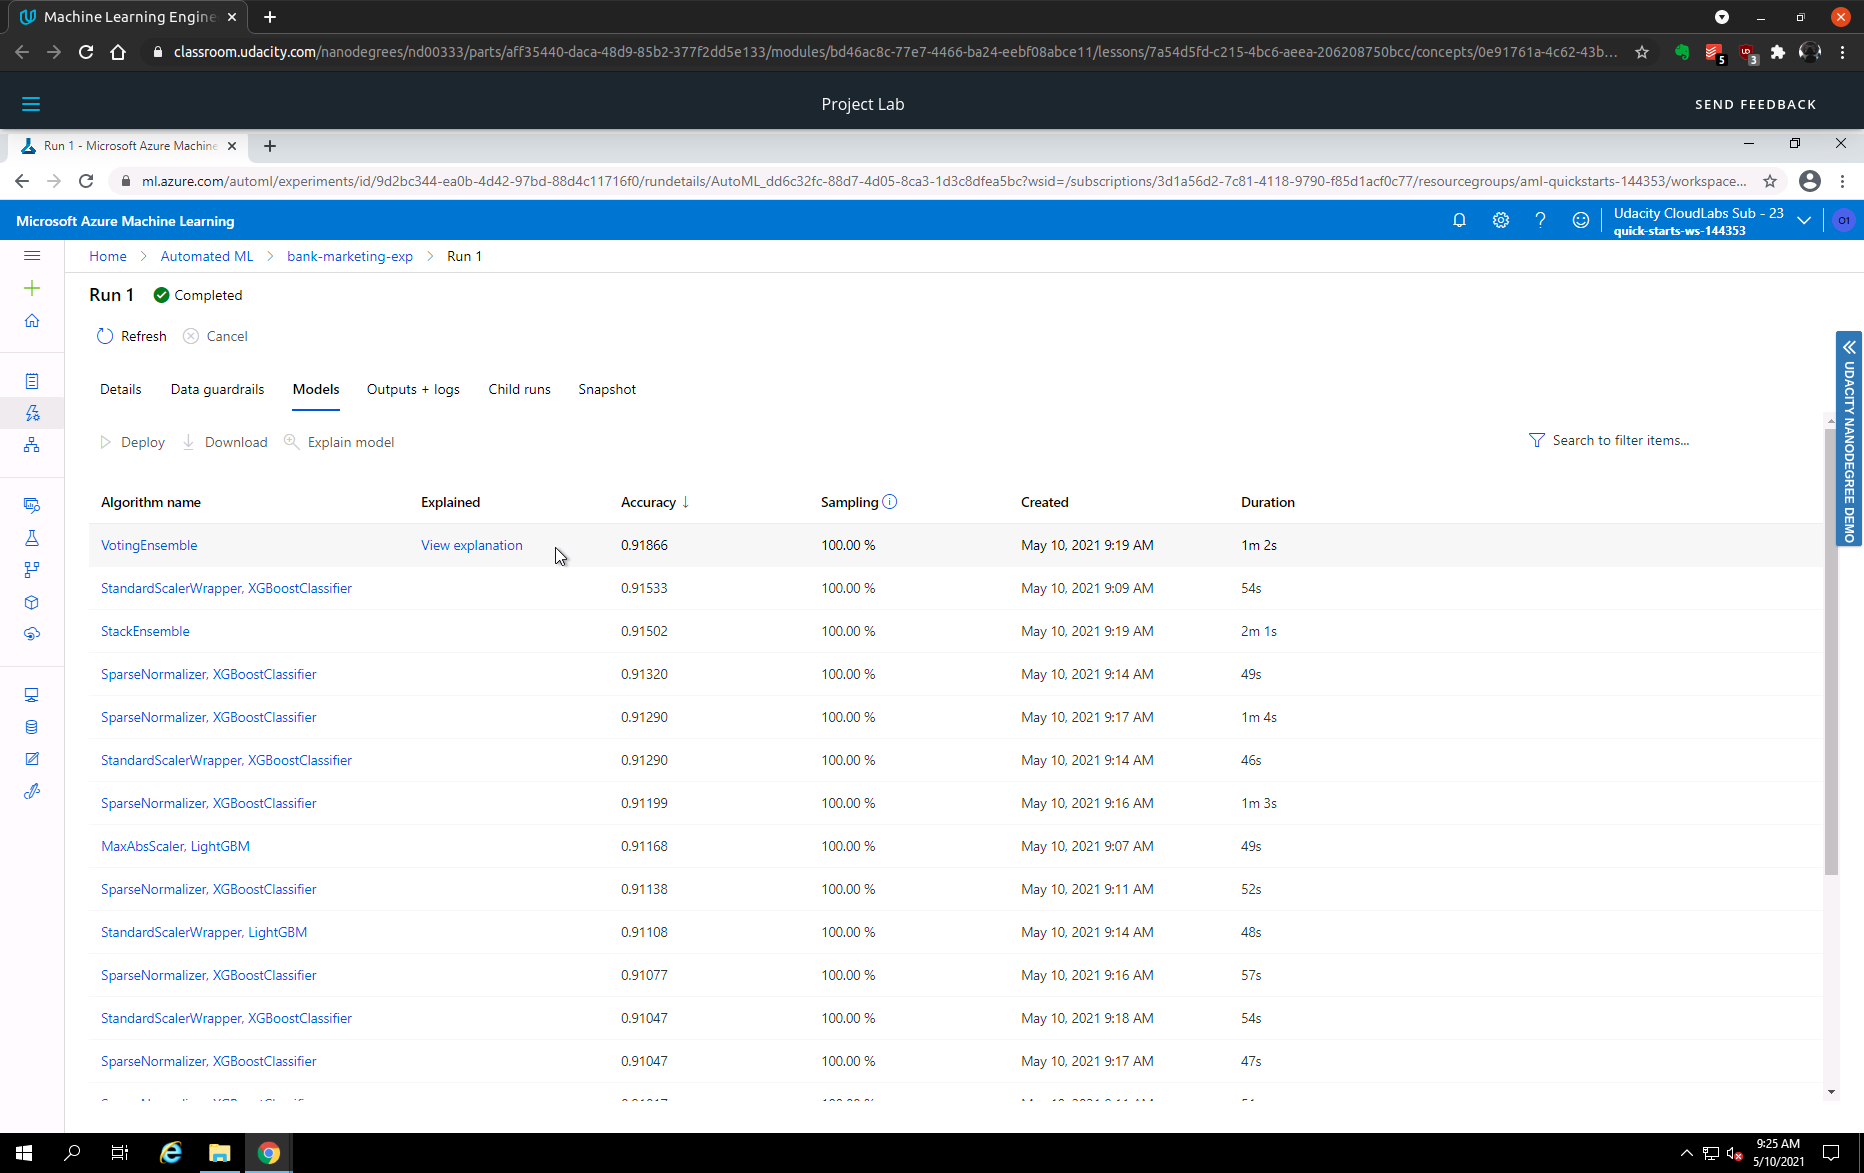 Machine Learning Engine
classroom.udacity.com/nanodegrees/nd00333/parts/aff35440-daca-48d9-85b2-377f2dd5e133/modules/bd46ac8c-77e7-4466-ba24-eebf08abce11/lessons/7a54d5fd-c215-4bc6-aeea-206208750bcc/concepts/0e91761a-4c62-43b...
5
3
Project Lab
SEND FEEDBACK
Run 1 - Microsoft Azure Machine
ml.azure.com/automl/experiments/id/9d2bc344-ea0b-4d42-97bd-88d4c11716f0/rundetails/AutoML_dd6c32fc-88d7-4d05-8ca3-1d3c8dfea5bc?wsid=/subscriptions/3d1a56d2-7c81-4118-9790-f85d1acf0c77/resourcegroups/aml-quickstarts-144353/workspace...
Microsoft Azure Machine Learning
Udacity CloudLabs Sub - 23
quick-starts-ws-144353
O1
Home > Automated ML > bank-marketing-exp > Run 1
Run 1 Completed
Refresh Cancel
Details Data guardrails Models Outputs + logs Child runs Snapshot
Deploy Download Explain model Search to filter items...
UDACITY NANODEGREE DEMO
Algorithm name Explained Accuracy ↓ Sampling Created Duration
VotingEnsemble View explanation 0.91866 100.00 % May 10, 2021 9:19 AM 1m 2s
StandardScalerWrapper, XGBoostClassifier 0.91533 100.00 % May 10, 2021 9:09 AM 54s
StackEnsemble 0.91502 100.00 % May 10, 2021 9:19 AM 2m 1s
SparseNormalizer, XGBoostClassifier 0.91320 100.00 % May 10, 2021 9:14 AM 49s
SparseNormalizer, XGBoostClassifier 0.91290 100.00 % May 10, 2021 9:17 AM 1m 4s
StandardScalerWrapper, XGBoostClassifier 0.91290 100.00 % May 10, 2021 9:14 AM 46s
SparseNormalizer, XGBoostClassifier 0.91199 100.00 % May 10, 2021 9:16 AM 1m 3s
MaxAbsScaler, LightGBM 0.91168 100.00 % May 10, 2021 9:07 AM 49s
SparseNormalizer, XGBoostClassifier 0.91138 100.00 % May 10, 2021 9:11 AM 52s
StandardScalerWrapper, LightGBM 0.91108 100.00 % May 10, 2021 9:14 AM 48s
SparseNormalizer, XGBoostClassifier 0.91077 100.00 % May 10, 2021 9:16 AM 57s
StandardScalerWrapper, XGBoostClassifier 0.91047 100.00 % May 10, 2021 9:18 AM 54s
SparseNormalizer, XGBoostClassifier 0.91047 100.00 % May 10, 2021 9:17 AM 47s
9:25 AM
5/10/2021